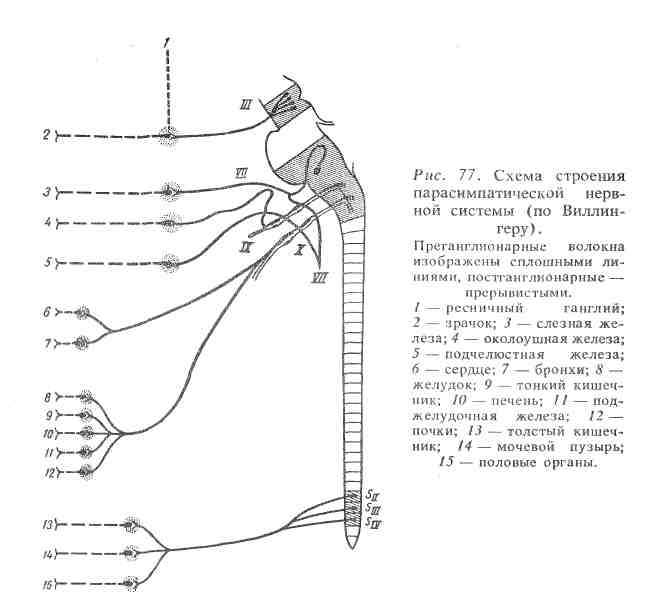 1
III
2
VII
3
4
IX
X
5
VII
6
7
8
9
10
11
12
SII
SIII
SIV
13
14
15
Рис. 77. Схема строения
парасимпатической нерв-
ной системы (по Виллин-
геру).
Преганглионарные волокна
изображены сплошными ли-
ниями, постганглионарные —
прерывистыми.
1 — ресничный ганглий;
2 — зрачок; 3 — слезная же-
леза; 4 — околоушная железа;
5 — подчелюстная железа;
6 — сердце; 7 — бронхи; 8 —
желудок; 9 — тонкий кишеч-
ник; 10 — печень; 11 — под-
желудочная железа; 12 —
почки; 13 — толстый кишеч-
ник; 14 — мочевой пузырь;
15 — половые органы.